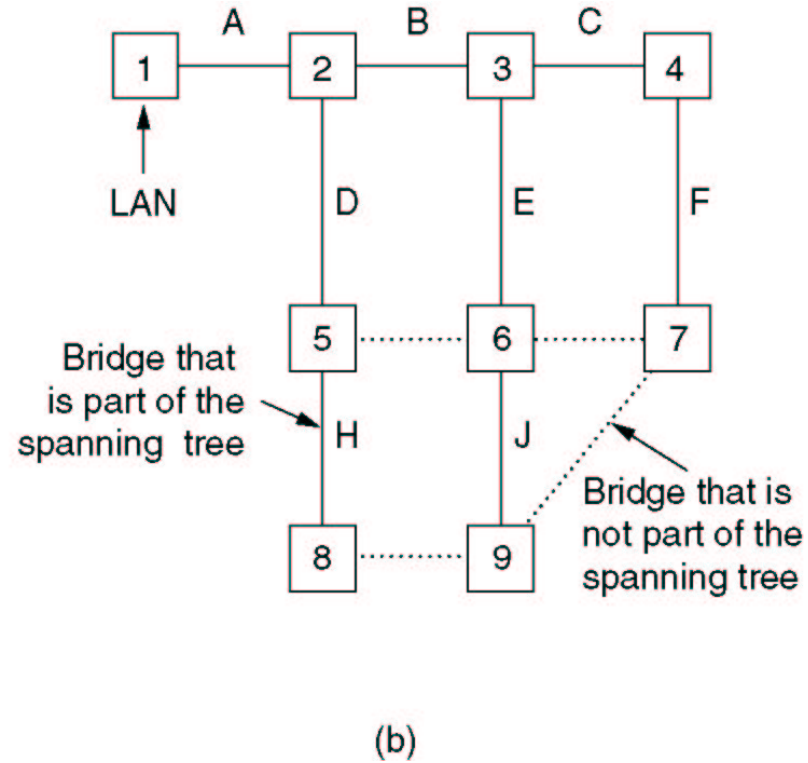 A B C
1 2 3 4
LAN
D E F
5 6 7
Bridge that
is part of the
spanning tree
H J
Bridge that is
not part of the
spanning tree
8 9
(b)